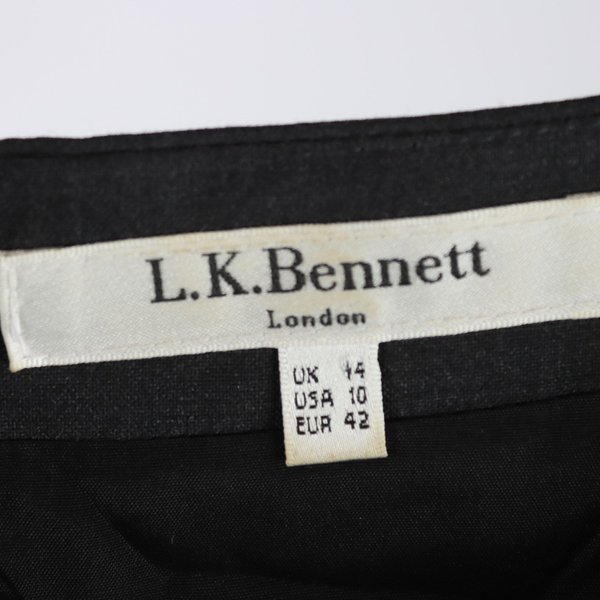 L.K.Bennett
London
UK 14
USA 10
EUR 42